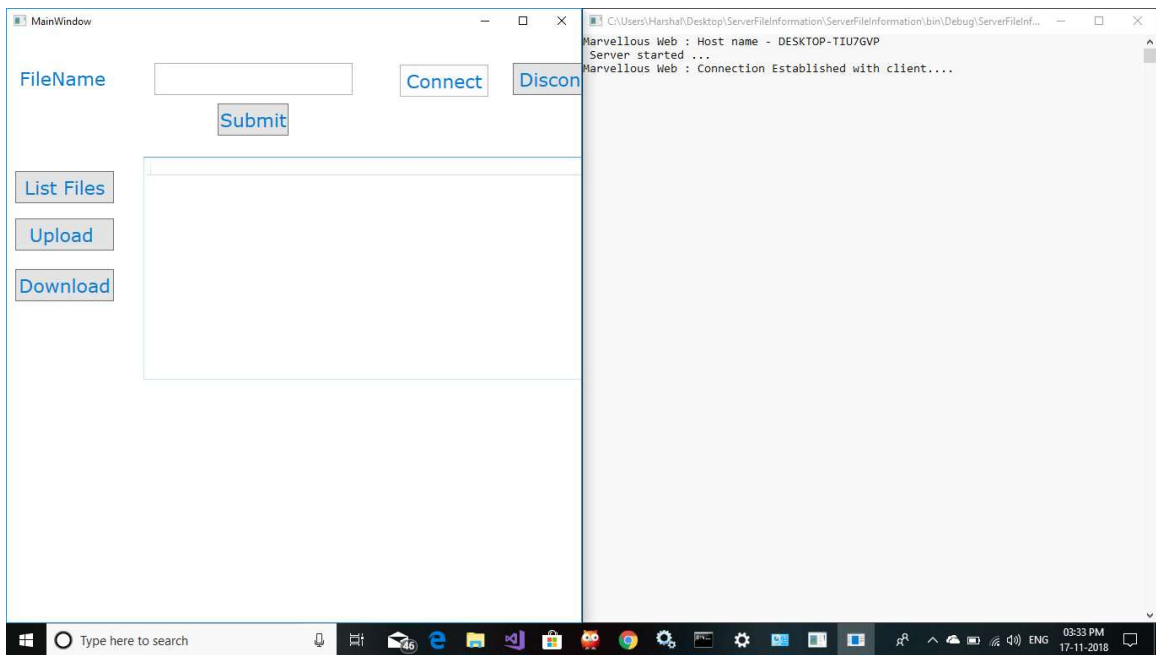 MainWindow
FileName
Connect
Discon
Submit
List Files
Upload
Download
C:\Users\Harshal\Desktop\ServerFileInformation\ServerFileInformation\bin\Debug\ServerFileInf...
Marvellous Web : Host name - DESKTOP-TIU7GVP
Server started ...
Marvellous Web : Connection Established with client....
Type here to search
46
ENG
03:33 PM
17-11-2018